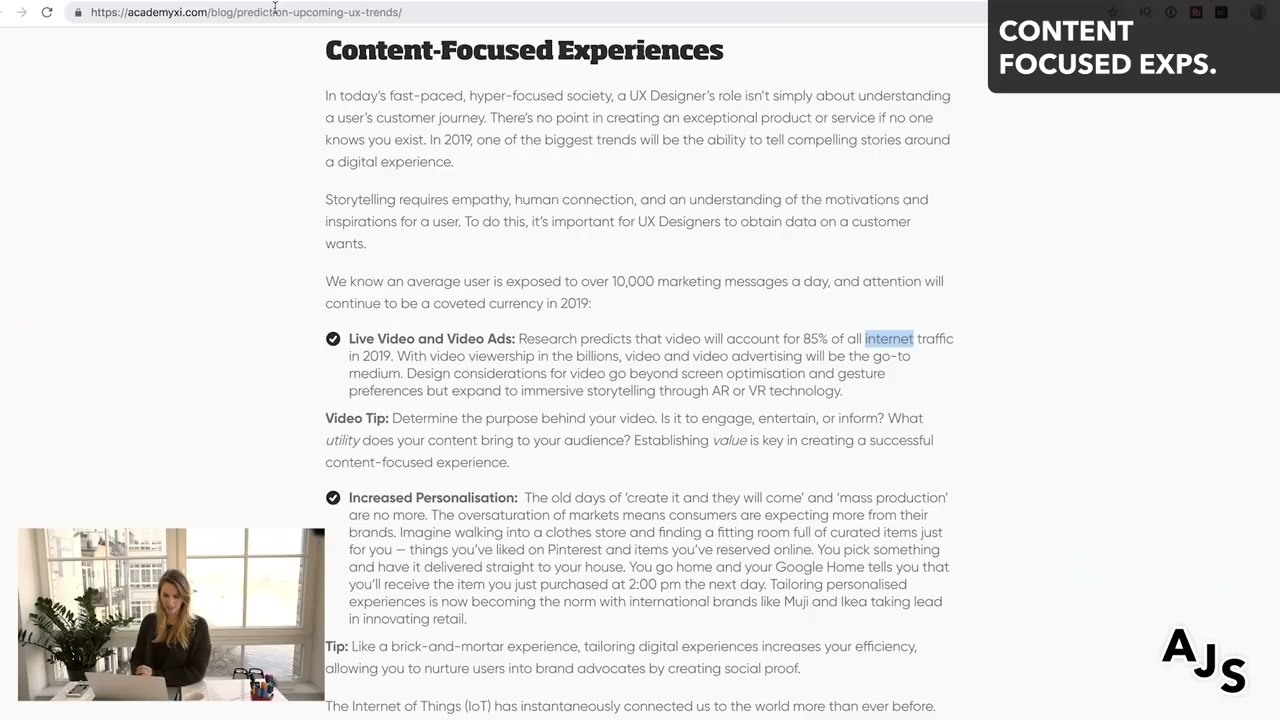 https://academyxi.com/blog/prediction-upcoming-ux-trends/
CONTENT
FOCUSED EXPS.
Content-Focused Experiences
In today's fast-paced, hyper-focused society, a UX Designer's role isn't simply about understanding
a user's customer journey. There's no point in creating an exceptional product or service if no one
knows you exist. In 2019, one of the biggest trends will be the ability to tell compelling stories around
a digital experience.
Storytelling requires empathy, human connection, and an understanding of the motivations and
inspirations for a user. To do this, it's important for UX Designers to obtain data on a customer
wants.
We know an average user is exposed to over 10,000 marketing messages a day, and attention will
continue to be a coveted currency in 2019:
Live Video and Video Ads: Research predicts that video will account for 85% of all internet traffic
in 2019. With video viewership in the billions, video and video advertising will be the go-to
medium. Design considerations for video go beyond screen optimisation and gesture
preferences but expand to immersive storytelling through AR or VR technology.
Video Tip: Determine the purpose behind your video. Is it to engage, entertain, or inform? What
utility does your content bring to your audience? Establishing value is key in creating a successful
content-focused experience.
Increased Personalisation: The old days of 'create it and they will come' and 'mass production'
are no more. The oversaturation of markets means consumers are expecting more from their
brands. Imagine walking into a clothes store and finding a fitting room full of curated items just
for you — things you've liked on Pinterest and items you've reserved online. You pick something
and have it delivered straight to your house. You go home and your Google Home tells you that
you'll receive the item you just purchased at 2:00 pm the next day. Tailoring personalised
experiences is now becoming the norm with international brands like Muji and Ikea taking lead
in innovating retail.
Tip: Like a brick-and-mortar experience, tailoring digital experiences increases your efficiency,
allowing you to nurture users into brand advocates by creating social proof.
The Internet of Things (IoT) has instantaneously connected us to the world more than ever before.
AJS